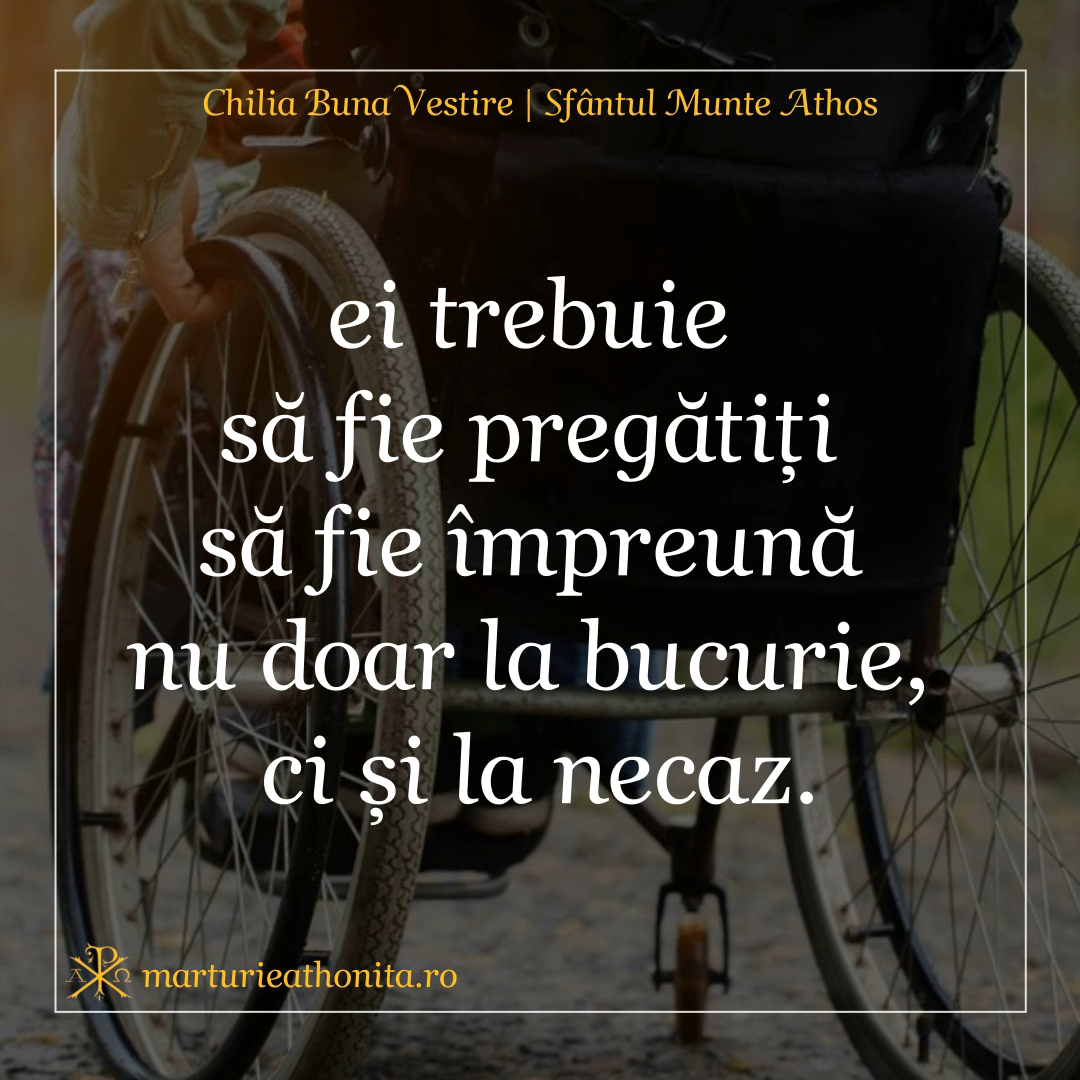 Chilia Buna Vestire | Sfântul Munte Athos
ei trebuie
să fie pregătiți
să fie împreună
nu doar la bucurie,
ci și la necaz.
marturieathonita.ro